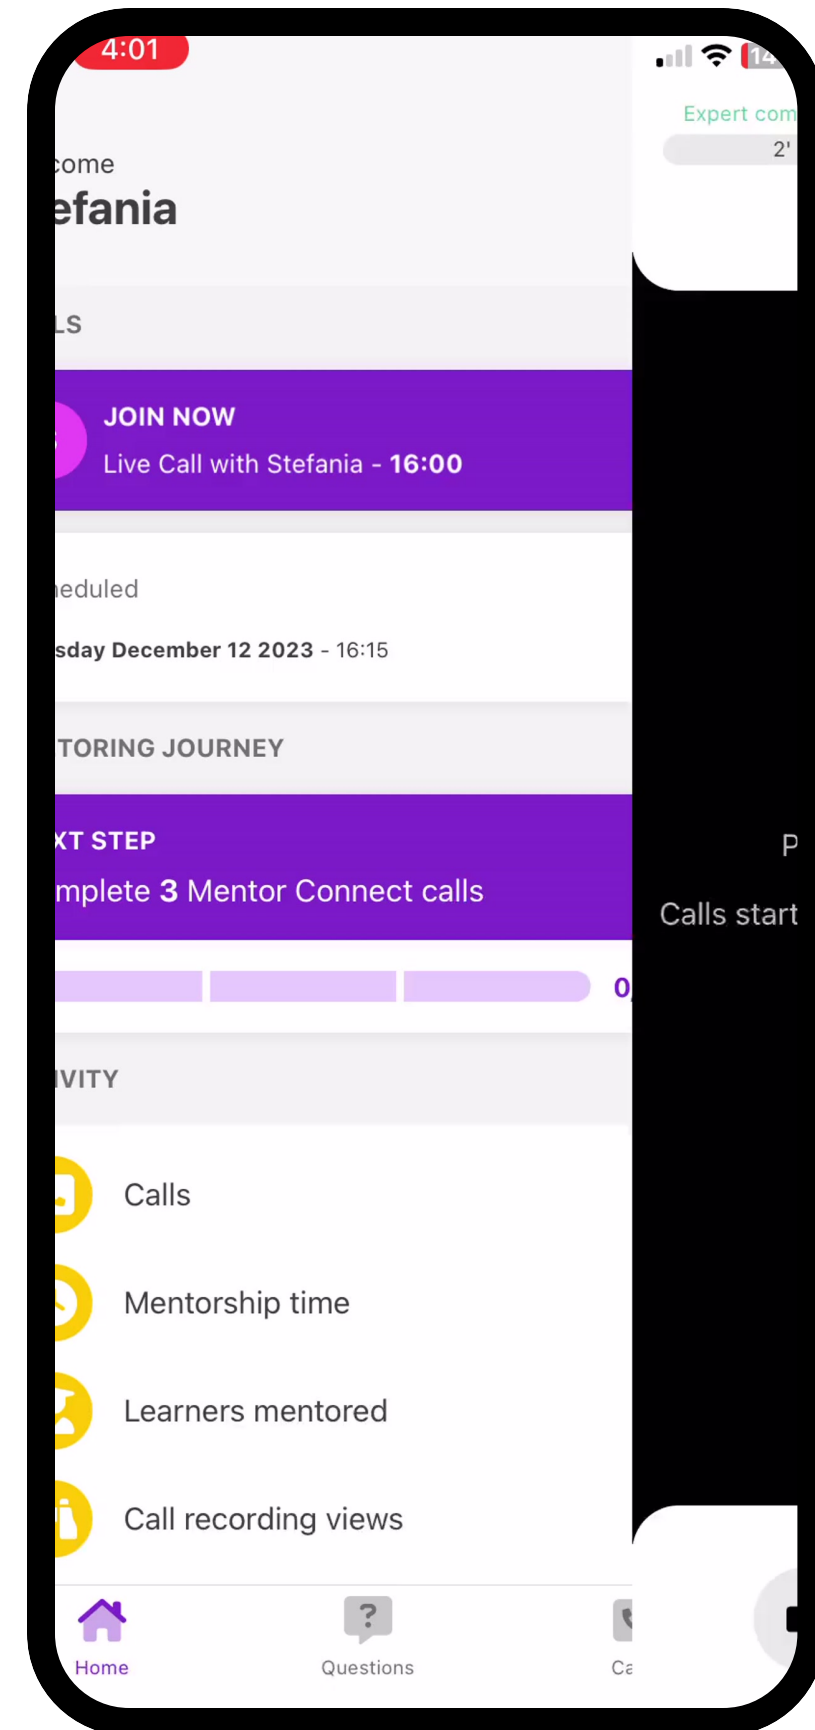 4:01
14
Expert com
2'
come
efania
LS
JOIN NOW
Live Call with Stefania - 16:00
eduled
sday December 12 2023 - 16:15
TORING JOURNEY
XT STEP
mplete 3 Mentor Connect calls
0
P
Calls start
IVITY
Calls
Mentorship time
Learners mentored
Call recording views
?
Home
Questions
Ca